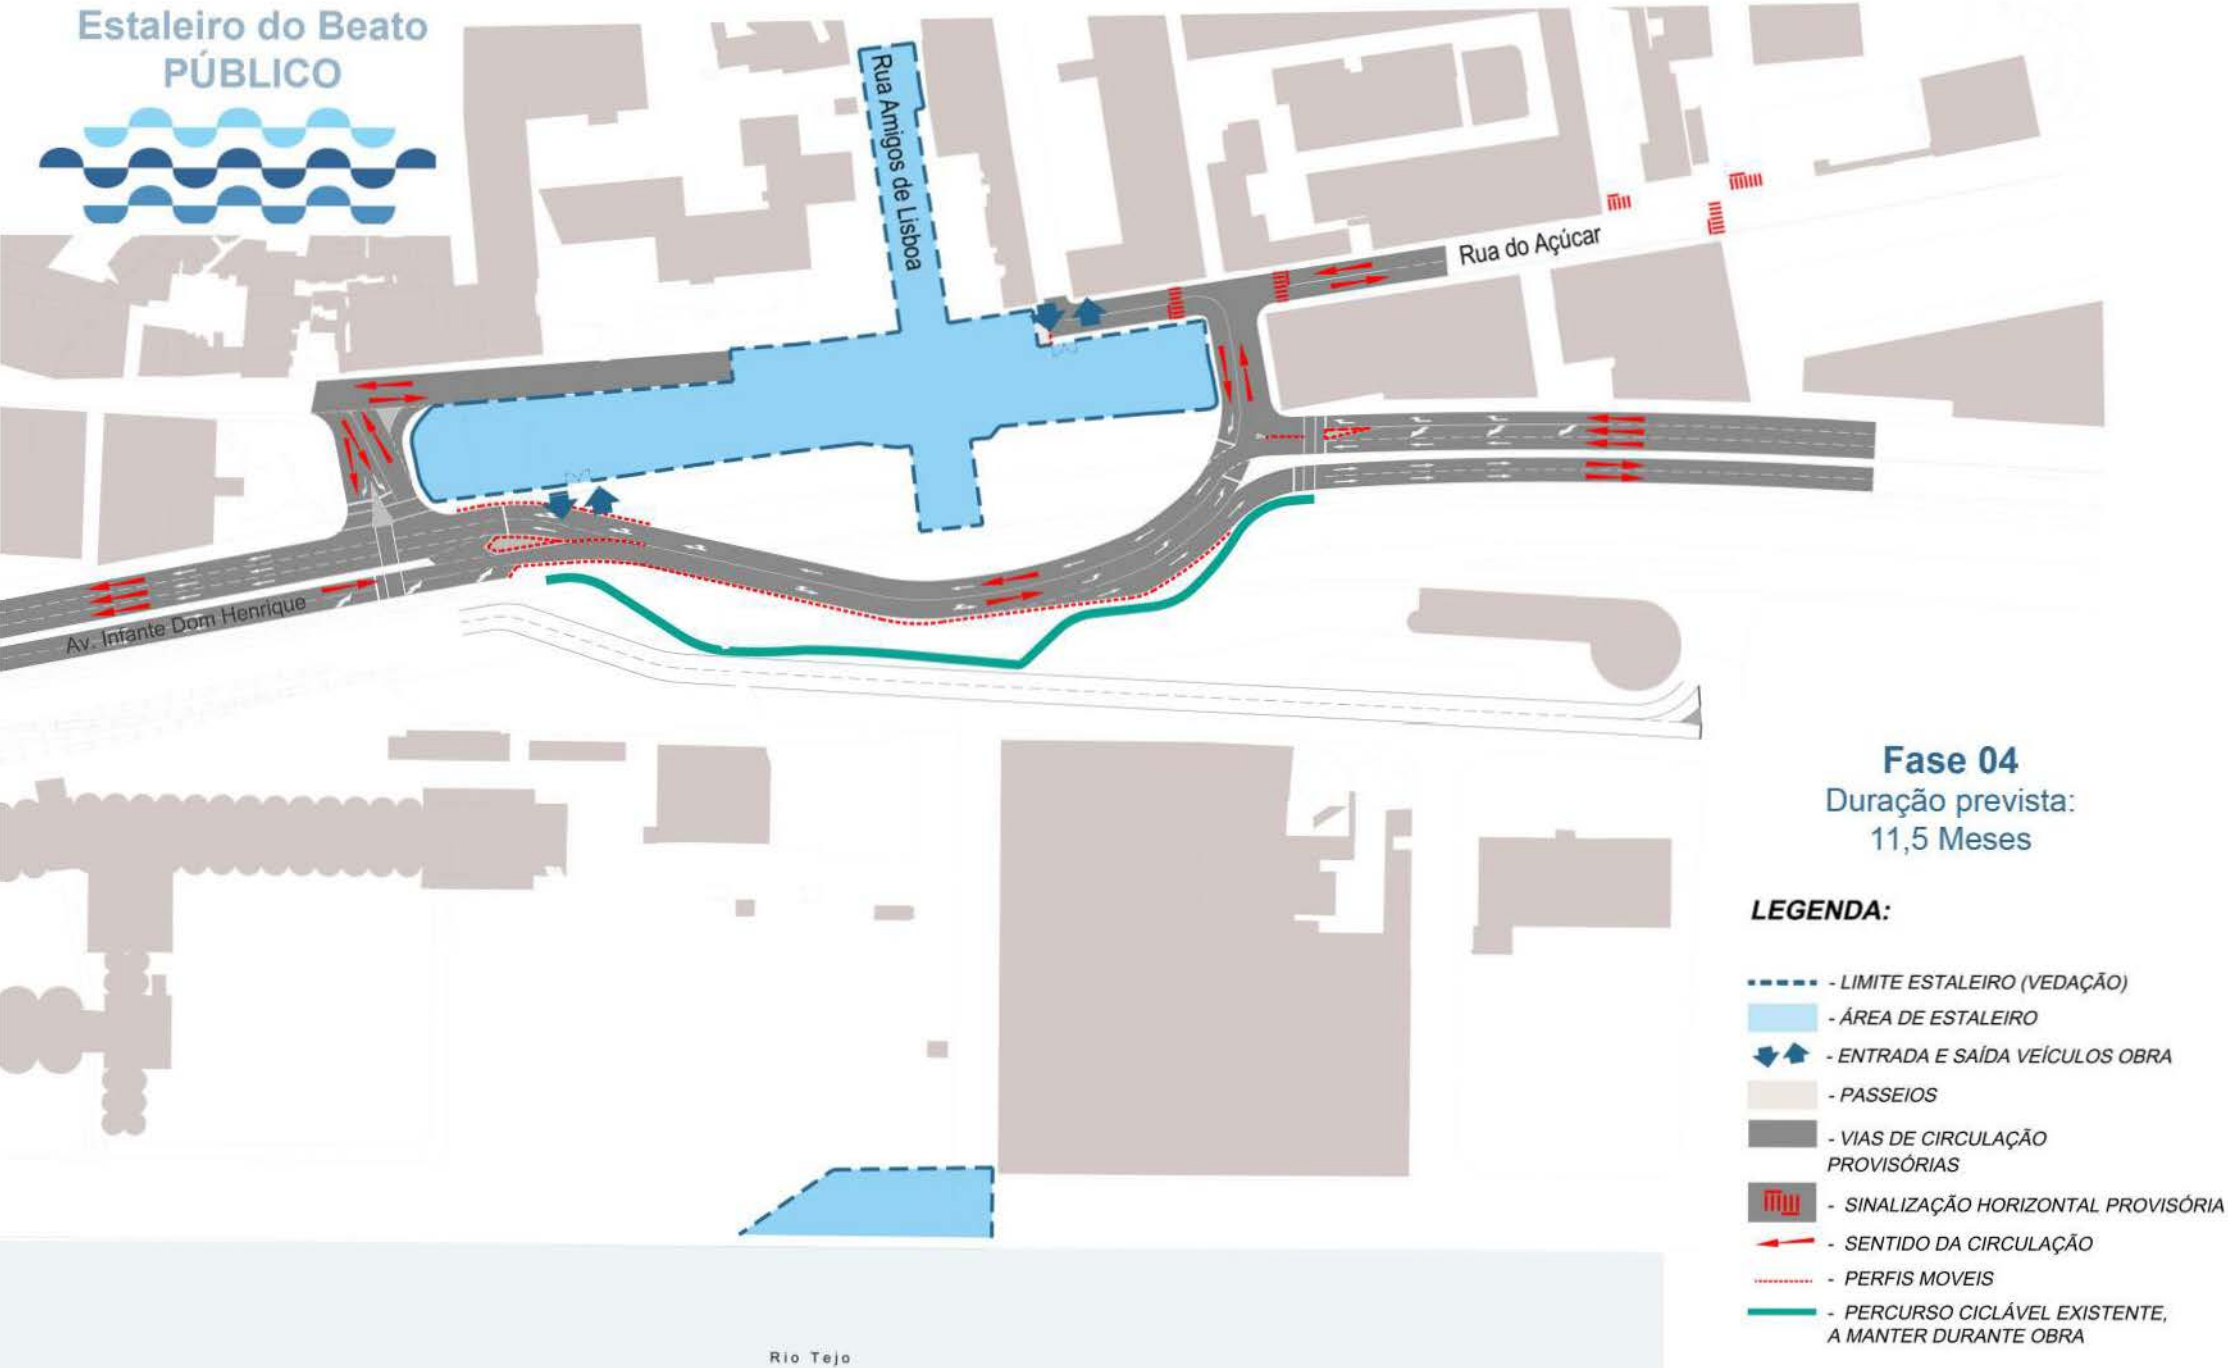 Estaleiro do Beato
PÚBLICO
Rua Amigos de Lisboa
Rua do Açúcar
Av. Infante Dom Henrique
Fase 04
Duração prevista:
11,5 Meses
LEGENDA:
- LIMITE ESTALEIRO (VEDAÇÃO)
- ÁREA DE ESTALEIRO
- ENTRADA E SAÍDA VEÍCULOS OBRA
- PASSEIOS
- VIAS DE CIRCULAÇÃO
PROVISÓRIAS
- SINALIZAÇÃO HORIZONTAL PROVISÓRIA
- SENTIDO DA CIRCULAÇÃO
- PERFIS MOVEIS
- PERCURSO CICLÁVEL EXISTENTE,
A MANTER DURANTE OBRA
Rio Tejo